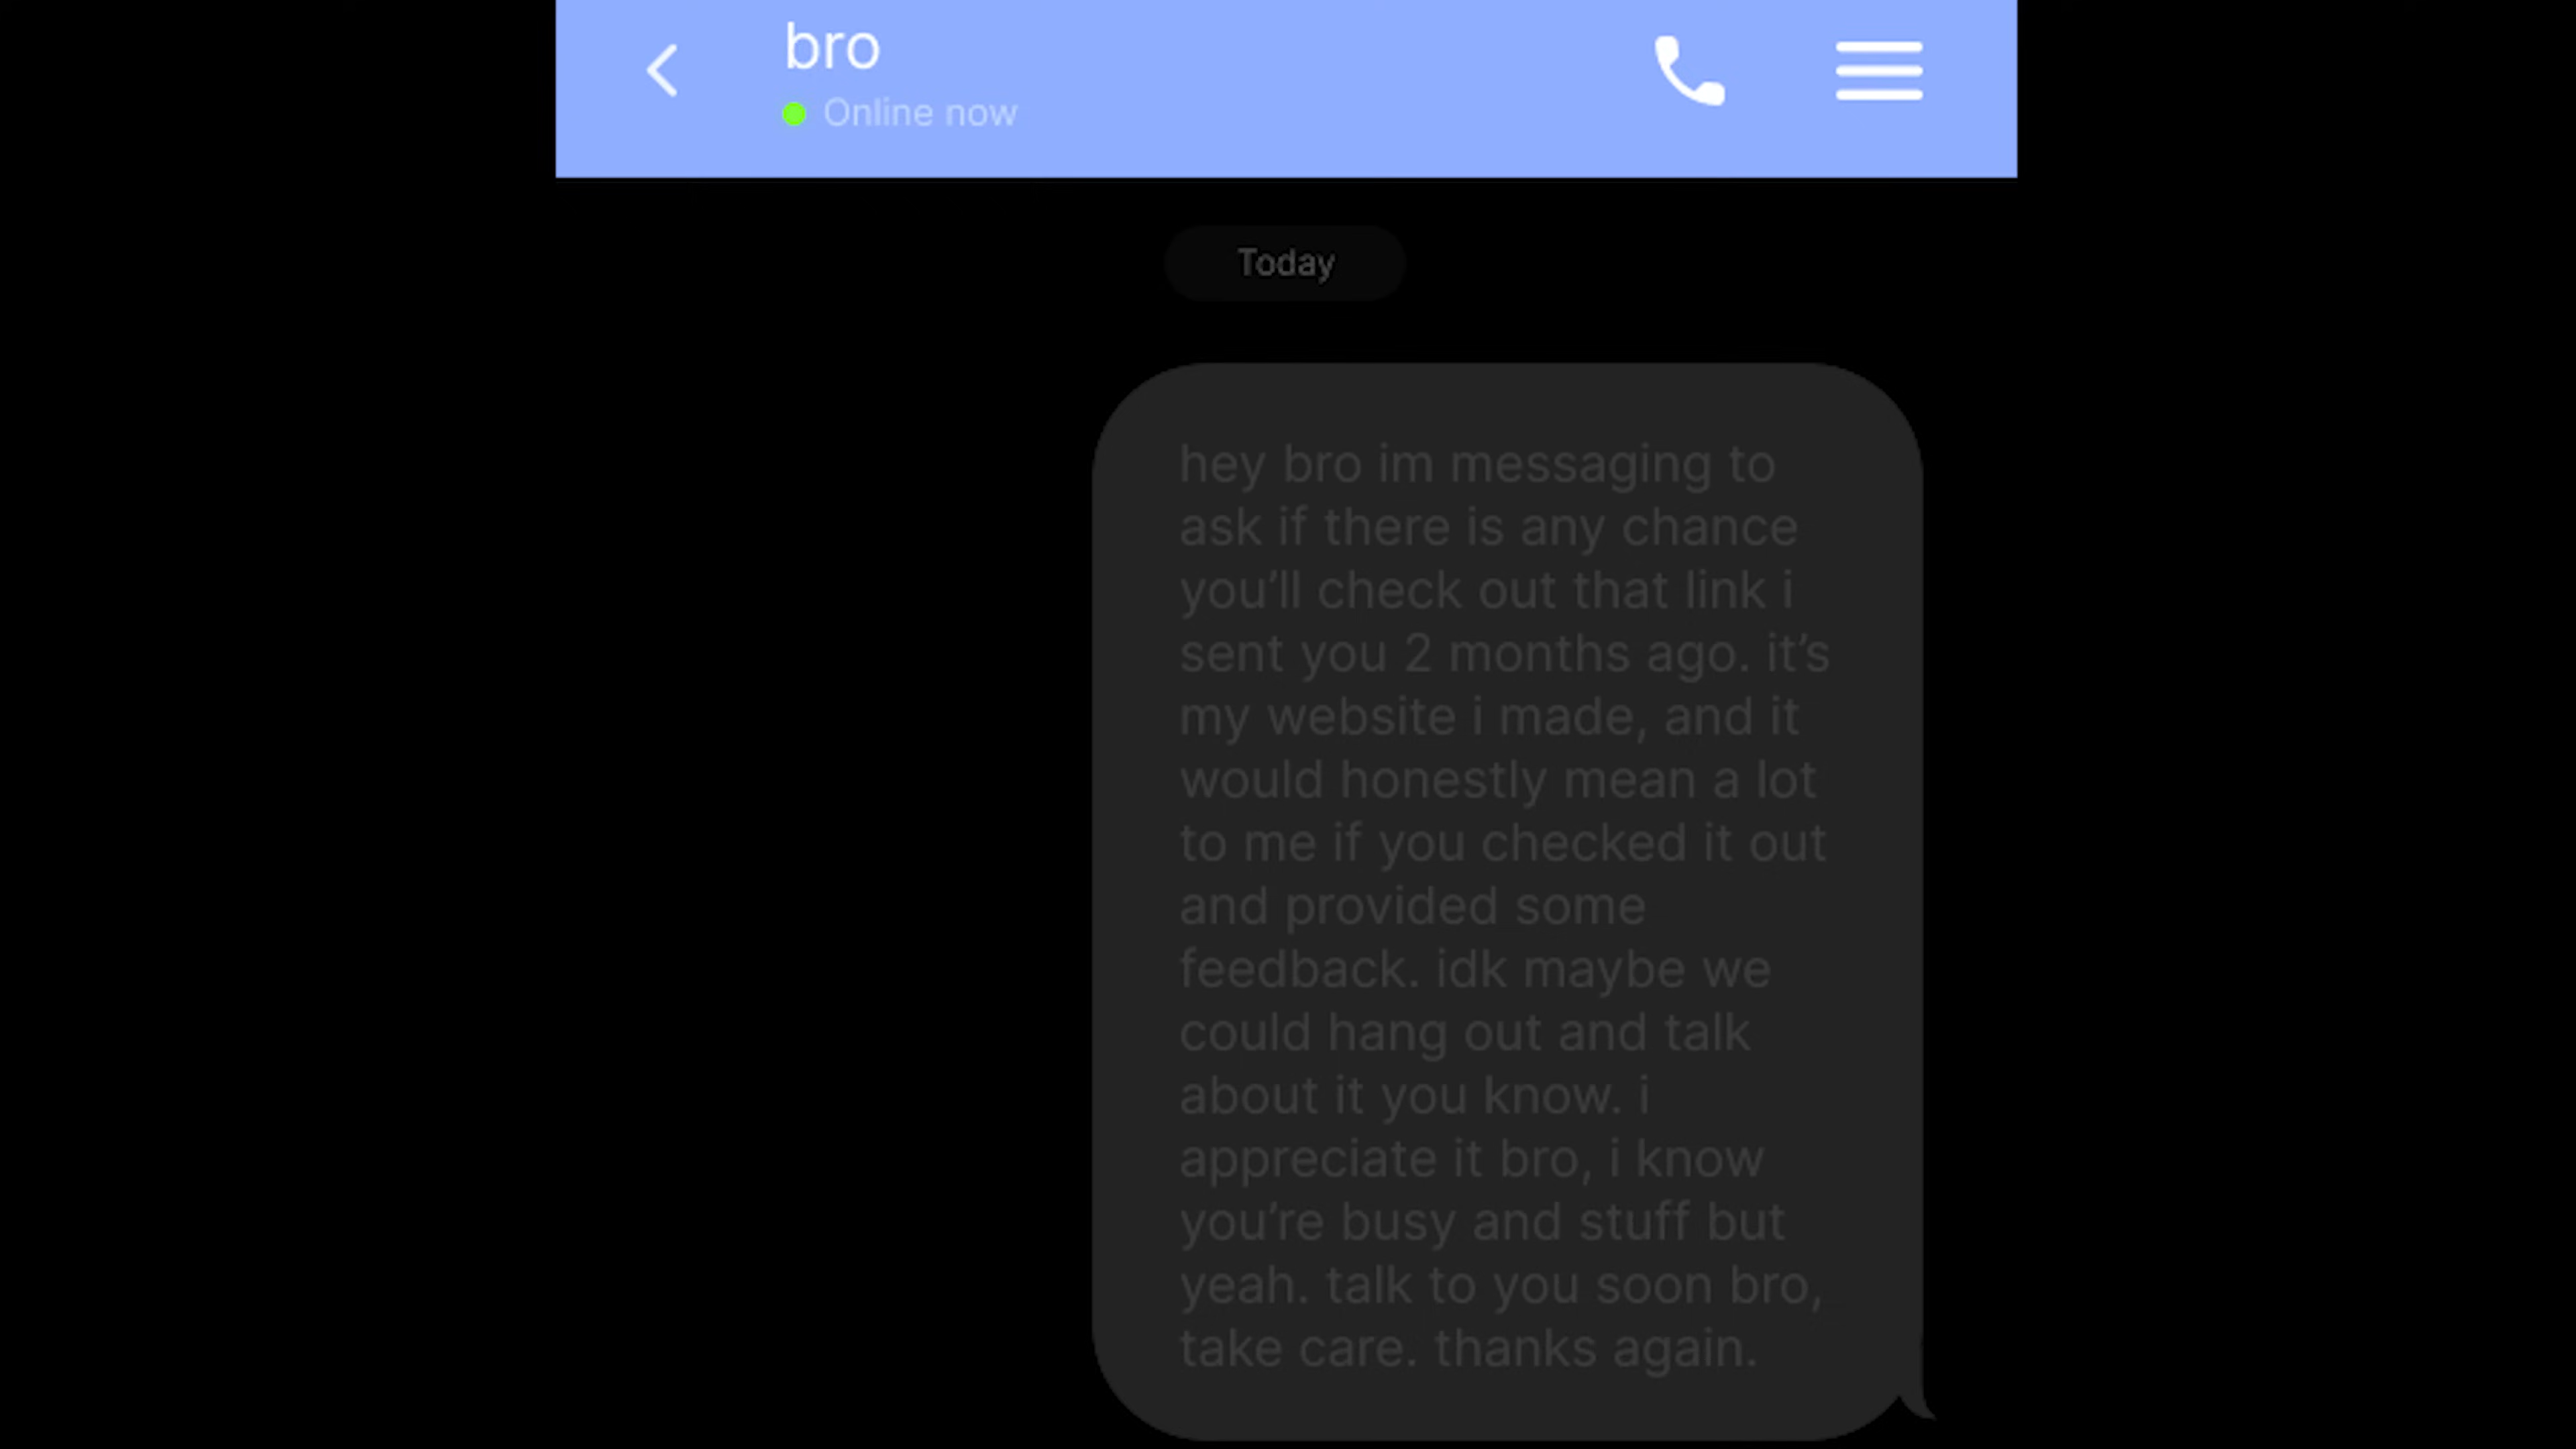 bro
Online now
Today
hey bro im messaging to
ask if there is any chance
you’ll check out that link i
sent you 2 months ago. it’s
my website i made, and it
would honestly mean a lot
to me if you checked it out
and provided some
feedback. idk maybe we
could hang out and talk
about it you know. i
appreciate it bro, i know
you’re busy and stuff but
yeah. talk to you soon bro,
take care. thanks again.